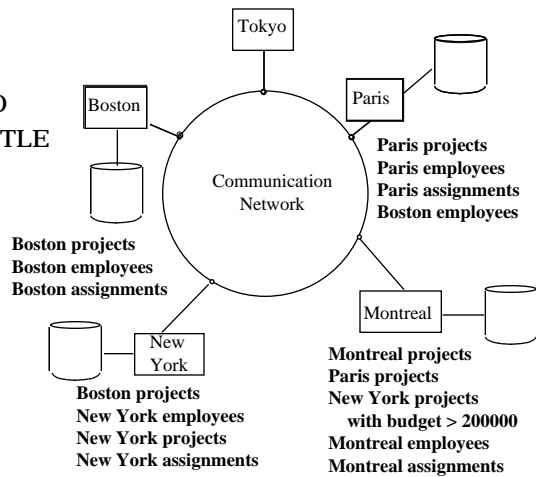 Tokyo
O
TLE
Boston
Paris
Communication
Network
Paris projects
Paris employees
Paris assignments
Boston employees
Boston projects
Boston employees
Boston assignments
New
York
Montreal
Boston projects
New York employees
New York projects
New York assignments
Montreal projects
Paris projects
New York projects
with budget > 200000
Montreal employees
Montreal assignments